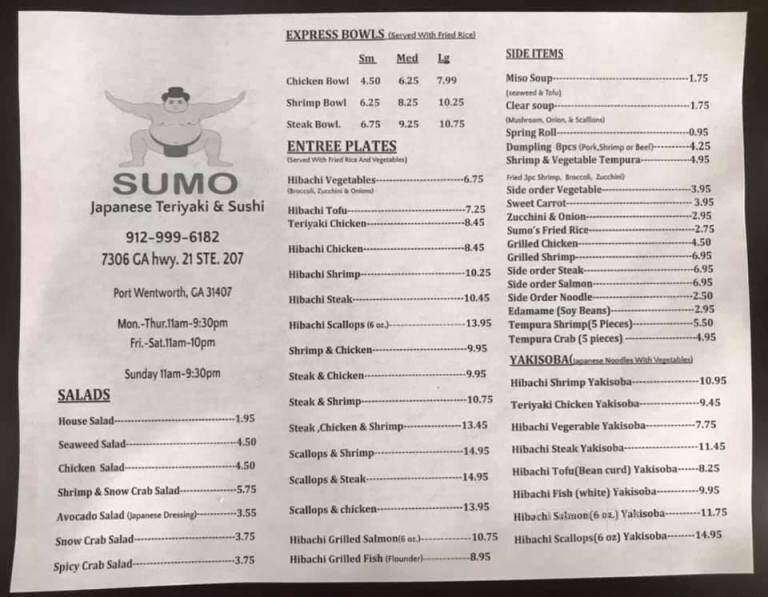 SUMO
Japanese Teriyaki & Sushi
912-999-6182
7306 GA hwy. 21 STE. 207
Port Wentworth, GA 31407
Mon.-Thur.11am-9:30pm
Fri.-Sat.11am-10pm
Sunday 11am-9:30pm
SALADS
House Salad 1.95
Seaweed Salad 4.50
Chicken Salad 4.50
Shrimp & Snow Crab Salad 5.75
Avocado Salad (Japanese Dressing) 3.55
Snow Crab Salad 3.75
Spicy Crab Salad 3.75
EXPRESS BOWLS (Served With Fried Rice)
Sm Med Lg
Chicken Bowl 4.50 6.25 7.99
Shrimp Bowl 6.25 8.25 10.25
Steak Bowl. 6.75 9.25 10.75
ENTREE PLATES
(Served With Fried Rice And Vegetables)
Hibachi Vegetables 6.75
(Broccoli, Zucchini & Onions)
Hibachi Tofu 7.25
Teriyaki Chicken 8.45
Hibachi Chicken 8.45
Hibachi Shrimp 10.25
Hibachi Steak 10.45
Hibachi Scallops (6 oz.) 13.95
Shrimp & Chicken 9.95
Steak & Chicken 9.95
Steak & Shrimp 10.75
Steak ,Chicken & Shrimp 13.45
Scallops & Shrimp 14.95
Scallops & Steak 14.95
Scallops & chicken 13.95
Hibachi Grilled Salmon(6 oz.) 10.75
Hibachi Grilled Fish (Flounder) 8.95
SIDE ITEMS
Miso Soup 1.75
(seaweed & Tofu)
Clear soup 1.75
(Mushroom, Onion, & Scallions)
Spring Roll 0.95
Dumpling 8pcs (Pork,Shrimp or Beef) 4.25
Shrimp & Vegetable Tempura 4.95
Fried 3pc Shrimp, Broccoli, Zucchini)
Side order Vegetable 3.95
Sweet Carrot 3.95
Zucchini & Onion 2.95
Sumo's Fried Rice 2.75
Grilled Chicken 4.50
Grilled Shrimp 6.95
Side order Steak 6.95
Side order Salmon 6.95
Side Order Noodle 2.50
Edamame (Soy Beans) 2.95
Tempura Shrimp(5 Pieces) 5.50
Tempura Crab (5 pieces) 4.95
YAKISOBA(Japanese Noodles With Vegetables)
Hibachi Shrimp Yakisoba 10.95
Teriyaki Chicken Yakisoba 9.45
Hibachi Vegerable Yakisoba 7.75
Hibachi Steak Yakisoba 11.45
Hibachi Tofu(Bean curd) Yakisoba 8.25
Hibachi Fish (white) Yakisoba 9.95
Hibachi Salmon(6 oz.) Yakisoba 11.75
Hibachi Scallops(6 oz) Yakisoba 14.95